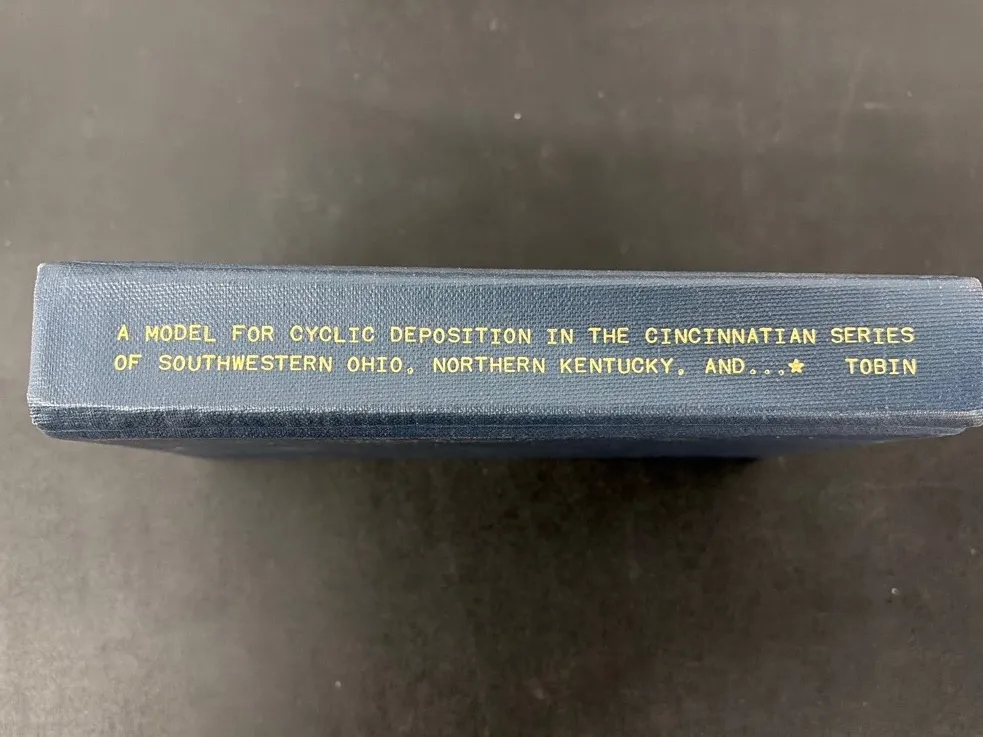 A MODEL FOR CYCLIC DEPOSITION IN THE CINCINNATIAN SERIES
OF SOUTHWESTERN OHIO, NORTHERN KENTUCKY, AND...★ TOBIN